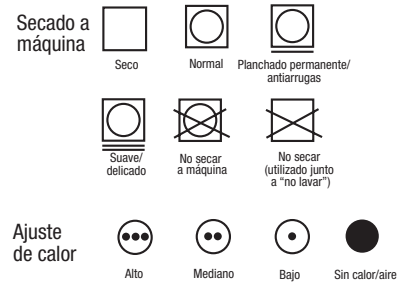 Secado a
máquina
Seco
Normal
Planchado permanente/
antiarrugas
Suave/
delicado
No secar
a máquina
No secar
(utilizado junto
a “no lavar”)
Ajuste
de calor
Alto
Mediano
Bajo
Sin calor/aire